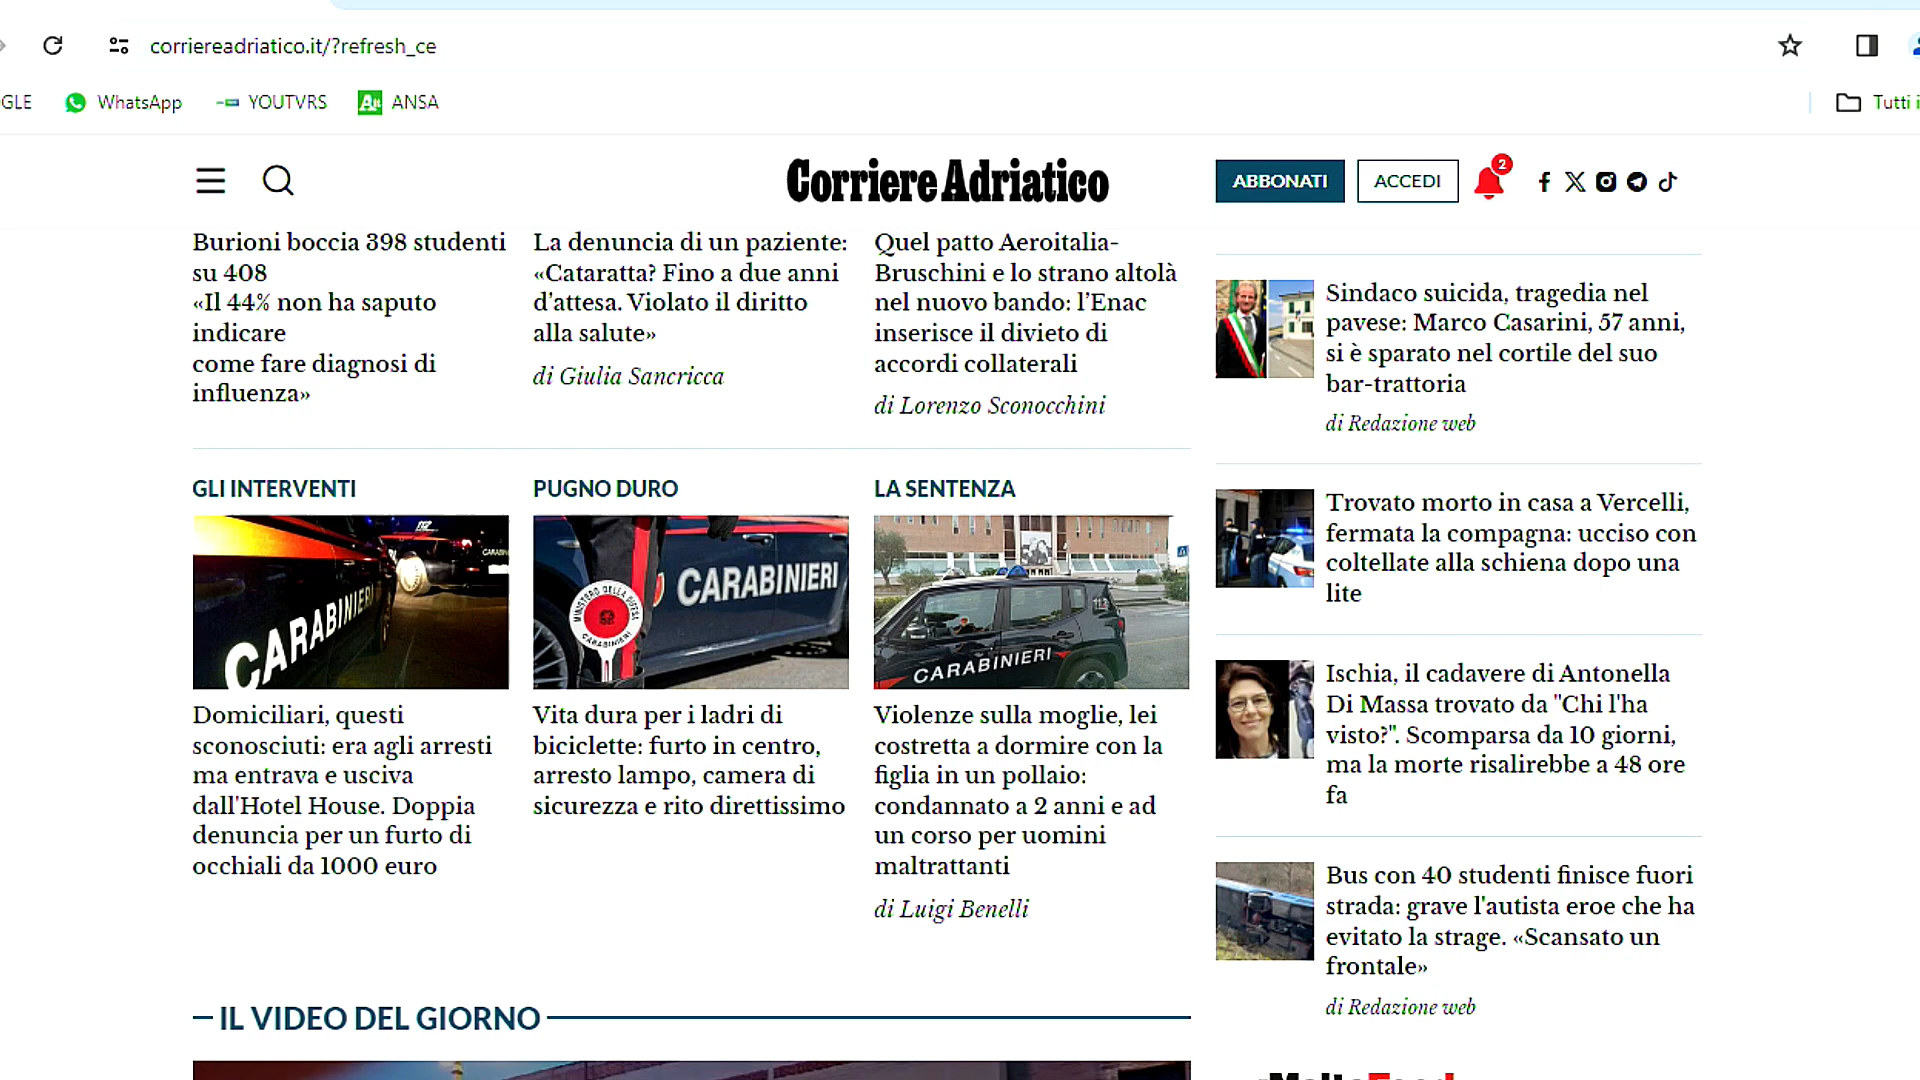 corriereadriatico.it/?refresh_ce
GLE
WhatsApp
YOUTVRS
ANSA
Tutti i
Corriere Adriatico
ABBONATI
ACCEDI
2
Burioni boccia 398 studenti
su 408
«Il 44% non ha saputo
indicare
come fare diagnosi di
influenza»
La denuncia di un paziente:
«Cataratta? Fino a due anni
d'attesa. Violato il diritto
alla salute»
di Giulia Sancricca
Quel patto Aeroitalia-
Bruschini e lo strano altolà
nel nuovo bando: l'Enac
inserisce il divieto di
accordi collaterali
di Lorenzo Sconocchini
GLI INTERVENTI
112
CARABINIERI
Domiciliari, questi
sconosciuti: era agli arresti
ma entrava e usciva
dall'Hotel House. Doppia
denuncia per un furto di
occhiali da 1000 euro
PUGNO DURO
CARABINIERI
MINISTERO DELLA DIFESA
CARABINIERI
Vita dura per i ladri di
biciclette: furto in centro,
arresto lampo, camera di
sicurezza e rito direttissimo
LA SENTENZA
112
CARABINIERI
Violenze sulla moglie, lei
costretta a dormire con la
figlia in un pollaio:
condannato a 2 anni e ad
un corso per uomini
maltrattanti
di Luigi Benelli
IL VIDEO DEL GIORNO
Sindaco suicida, tragedia nel
pavese: Marco Casarini, 57 anni,
si è sparato nel cortile del suo
bar-trattoria
di Redazione web
Trovato morto in casa a Vercelli,
fermata la compagna: ucciso con
coltellate alla schiena dopo una
lite
Ischia, il cadavere di Antonella
Di Massa trovato da "Chi l'ha
visto?". Scomparsa da 10 giorni,
ma la morte risalirebbe a 48 ore
fa
Bus con 40 studenti finisce fuori
strada: grave l'autista eroe che ha
evitato la strage. «Scansato un
frontale»
di Redazione web